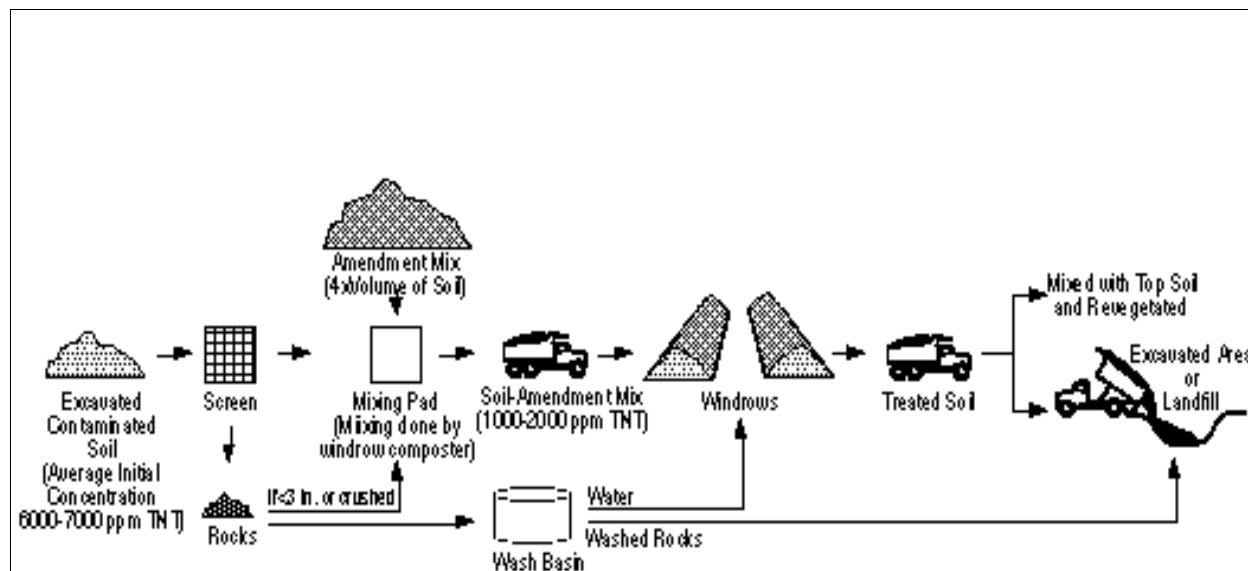 Amendment Mix
(4xVolume of Soil)
Mixed with Top Soil
and Revegetated
Excavated Area
or
Landfill
Excavated
Contaminated
Soil
(Average Initial
Concentration
6000-7000 ppm TNT)
Screen
Mixing Pad
(Mixing done by
windrow composter)
Soil-Amendment Mix
(1000-2000 ppm TNT)
Windrows
Treated Soil
If<3 in. or crushed
Rocks
Water
Washed Rocks
Wash Basin